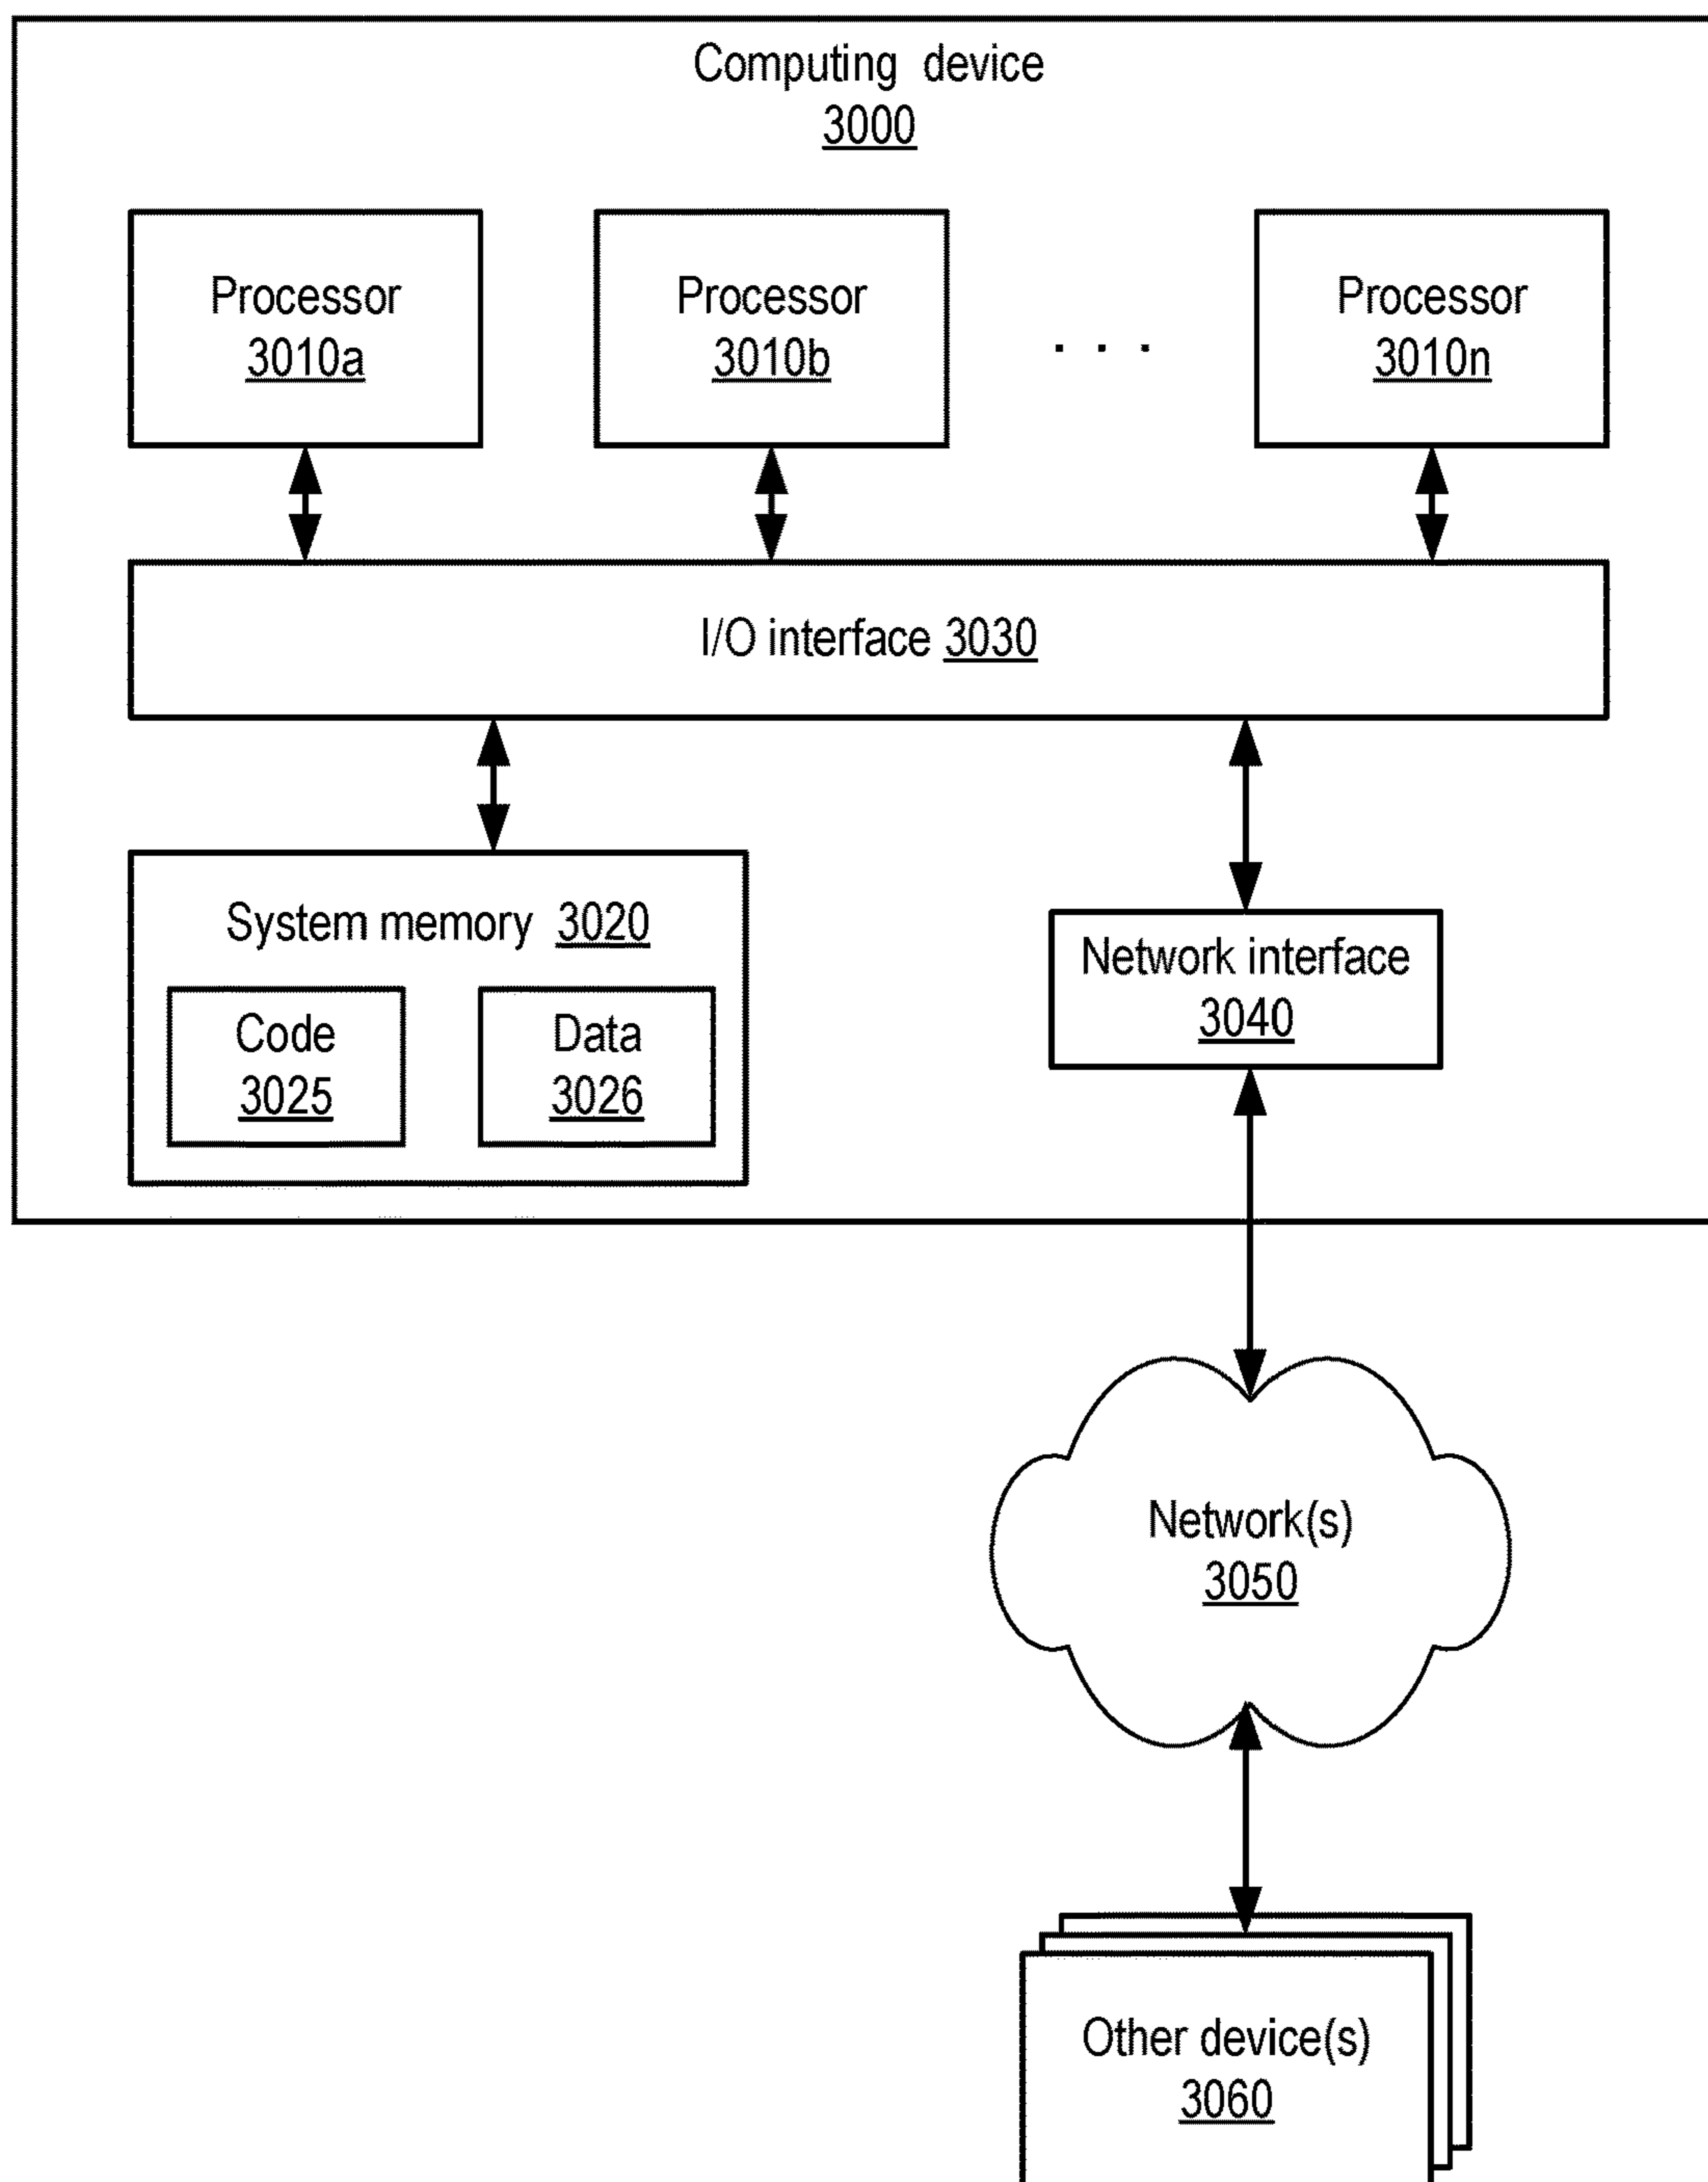 Computing device
3000
Processor
3010a
Processor
3010b
. . .
Processor
3010n
I/O interface 3030
System memory 3020
Code
3025
Data
3026
Network interface
3040
Network(s)
3050
Other device(s)
3060